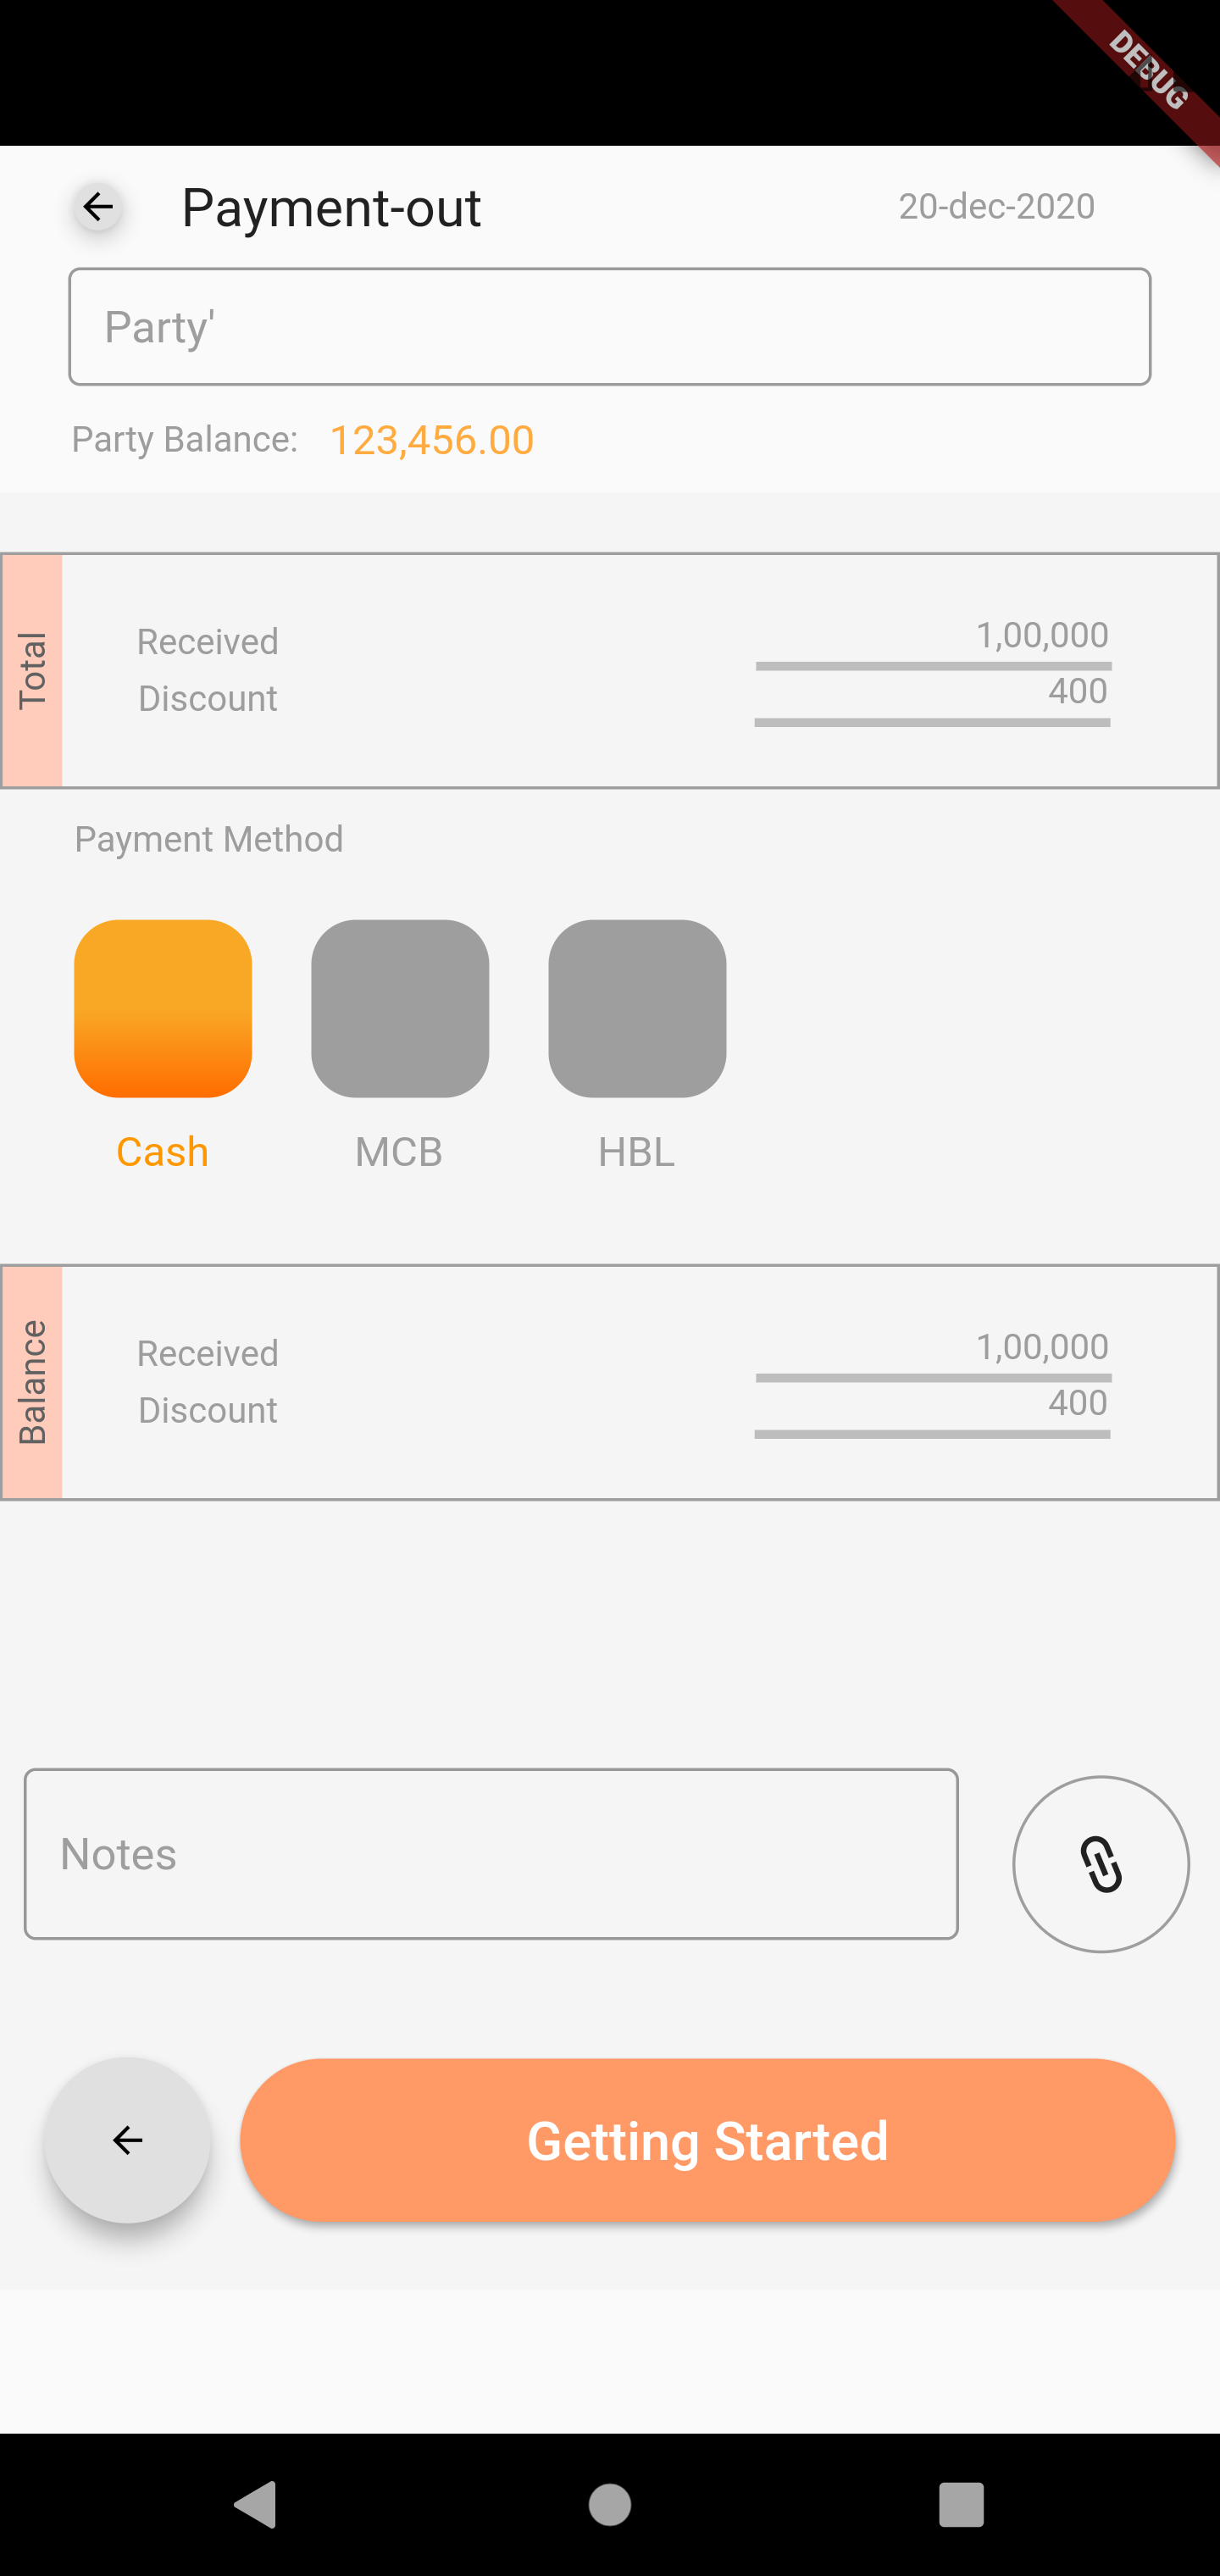 DEBUG
Payment-out 20-dec-2020
Party'
Party Balance: 123,456.00
Total
Received 1,00,000
Discount 400
Payment Method
Cash MCB HBL
Balance
Received 1,00,000
Discount 400
Notes
Getting Started